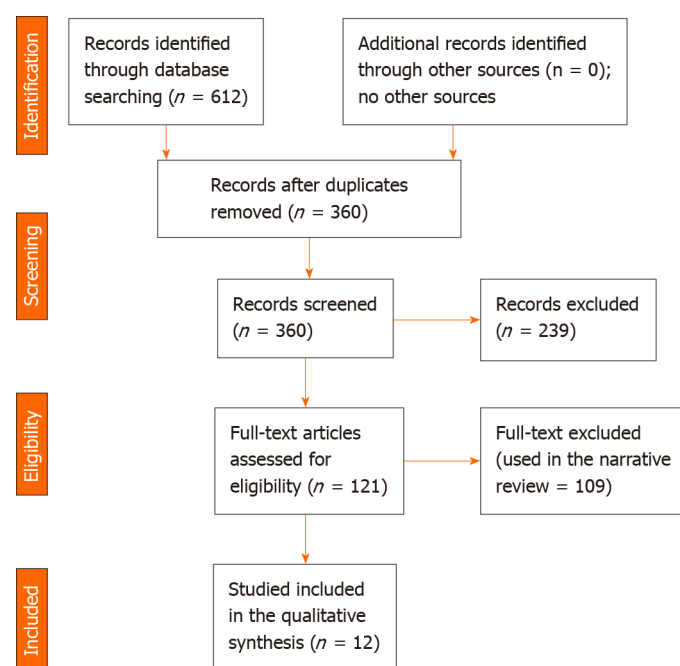 Identification
Records identified
through database
searching (n = 612)
Additional records identified
through other sources (n = 0);
no other sources
Records after duplicates
removed (n = 360)
Screening
Records screened
(n = 360)
Records excluded
(n = 239)
Eligibility
Full-text articles
assessed for
eligibility (n = 121)
Full-text excluded
(used in the narrative
review = 109)
Included
Studied included
in the qualitative
synthesis (n = 12)